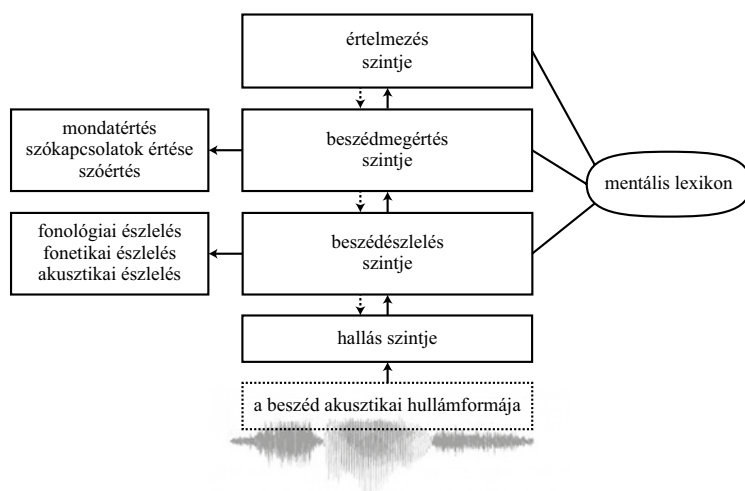 értelmezés
szintje
mondatértés
szókapcsolatok értése
szóértés
beszédmegértés
szintje
mentális lexikon
fonológiai észlelés
fonetikai észlelés
akusztikai észlelés
beszédészlelés
szintje
hallás szintje
a beszéd akusztikai hullámformája